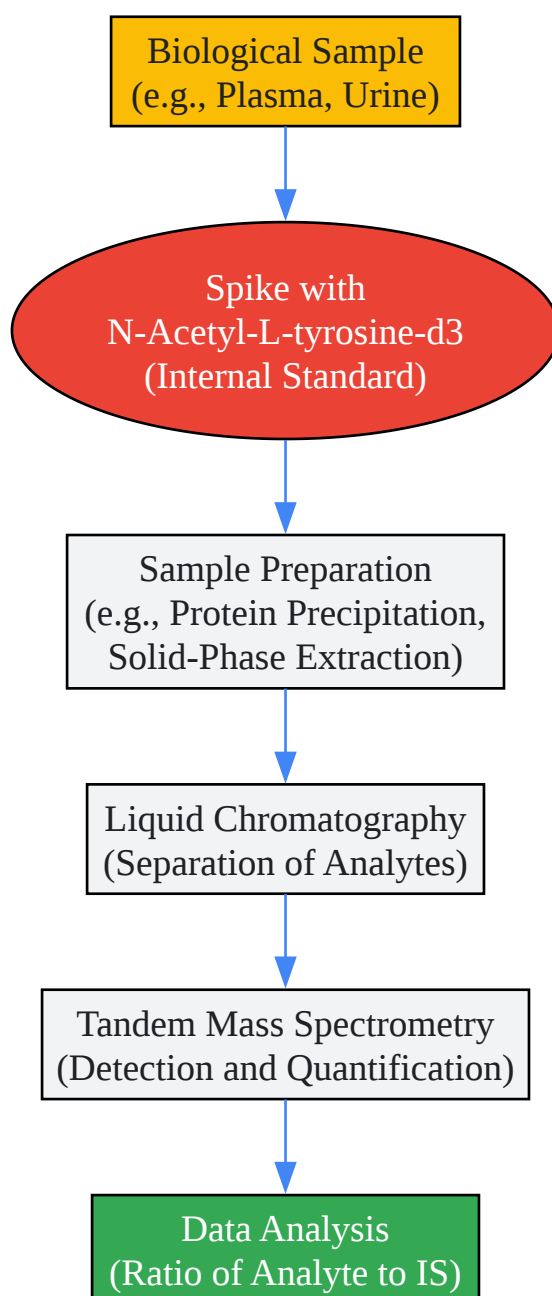 Biological Sample
(e.g., Plasma, Urine)
Spike with
N-Acetyl-L-tyrosine-d3
(Internal Standard)
Sample Preparation
(e.g., Protein Precipitation,
Solid-Phase Extraction)
Liquid Chromatography
(Separation of Analytes)
Tandem Mass Spectrometry
(Detection and Quantification)
Data Analysis
(Ratio of Analyte to IS)